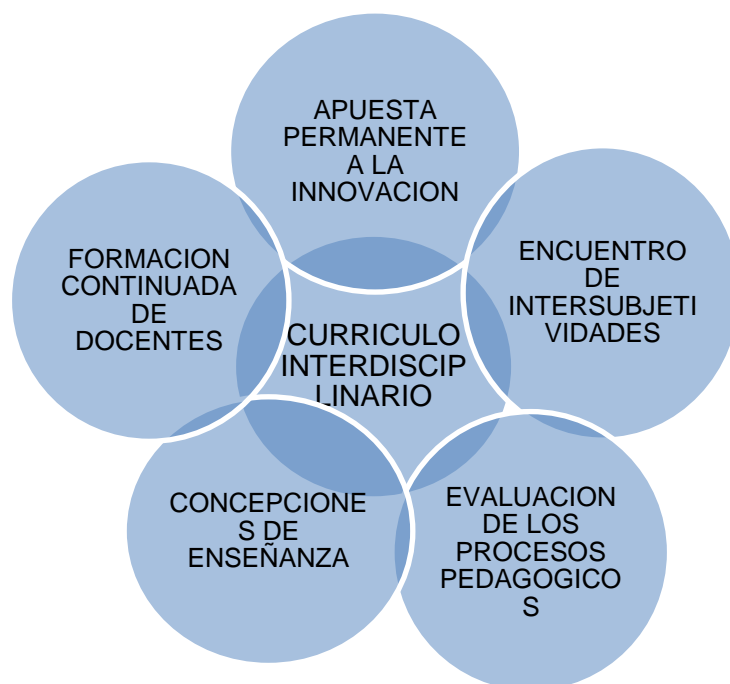 APUESTA
PERMANENTE
A LA
INNOVACION
FORMACION
CONTINUADA
DE
DOCENTES
ENCUENTRO
DE
INTERSUBJETI
VIDADES
CURRICULO
INTERDISCIP
LINARIO
CONCEPCIONE
S DE
ENSEÑANZA
EVALUACION
DE LOS
PROCESOS
PEDAGOGICO
S